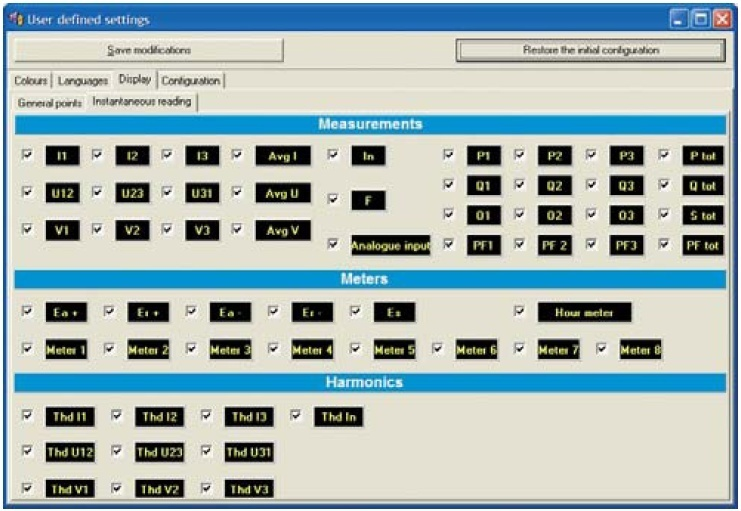 User defined settings
Save modifications Restore the initial configuration
Colours Languages Display Configuration
General points Instantaneous reading
Measurements
I1 I2 I3 Avg I In P1 P2 P3 P tot
U12 U23 U31 Avg U F Q1 Q2 Q3 Q tot
O1 O2 O3 S tot
V1 V2 V3 Avg V Analogue input PF1 PF 2 PF3 PF tot
Meters
Ea + Er + Ea - Er - Es Hour meter
Meter 1 Meter 2 Meter 3 Meter 4 Meter 5 Meter 6 Meter 7 Meter 8
Harmonics
Thd I1 Thd I2 Thd I3 Thd In
Thd U12 Thd U23 Thd U31
Thd V1 Thd V2 Thd V3